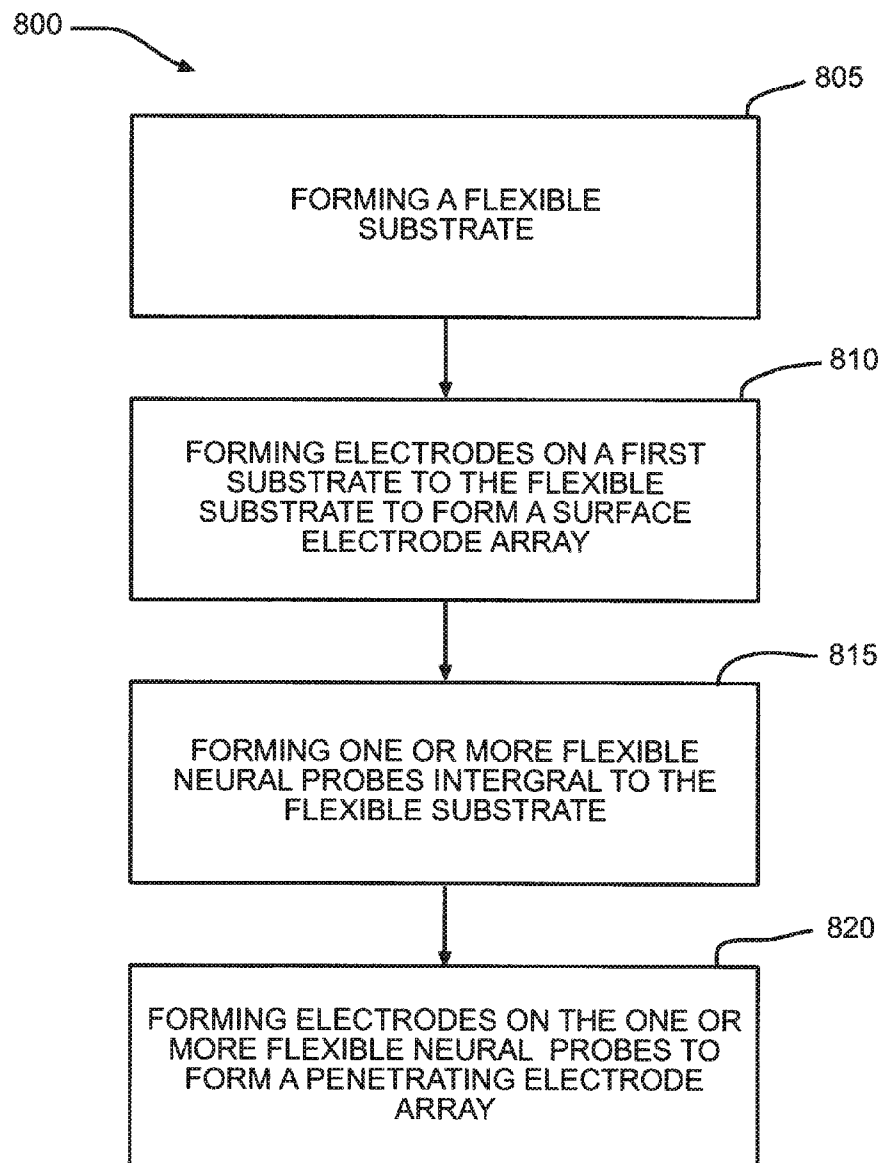 800
805
FORMING A FLEXIBLE
SUBSTRATE
810
FORMING ELECTRODES ON A FIRST
SUBSTRATE TO THE FLEXIBLE
SUBSTRATE TO FORM A SURFACE
ELECTRODE ARRAY
815
FORMING ONE OR MORE FLEXIBLE
NEURAL PROBES INTERGRAL TO THE
FLEXIBLE SUBSTRATE
820
FORMING ELECTRODES ON THE ONE OR
MORE FLEXIBLE NEURAL PROBES TO
FORM A PENETRATING ELECTRODE
ARRAY